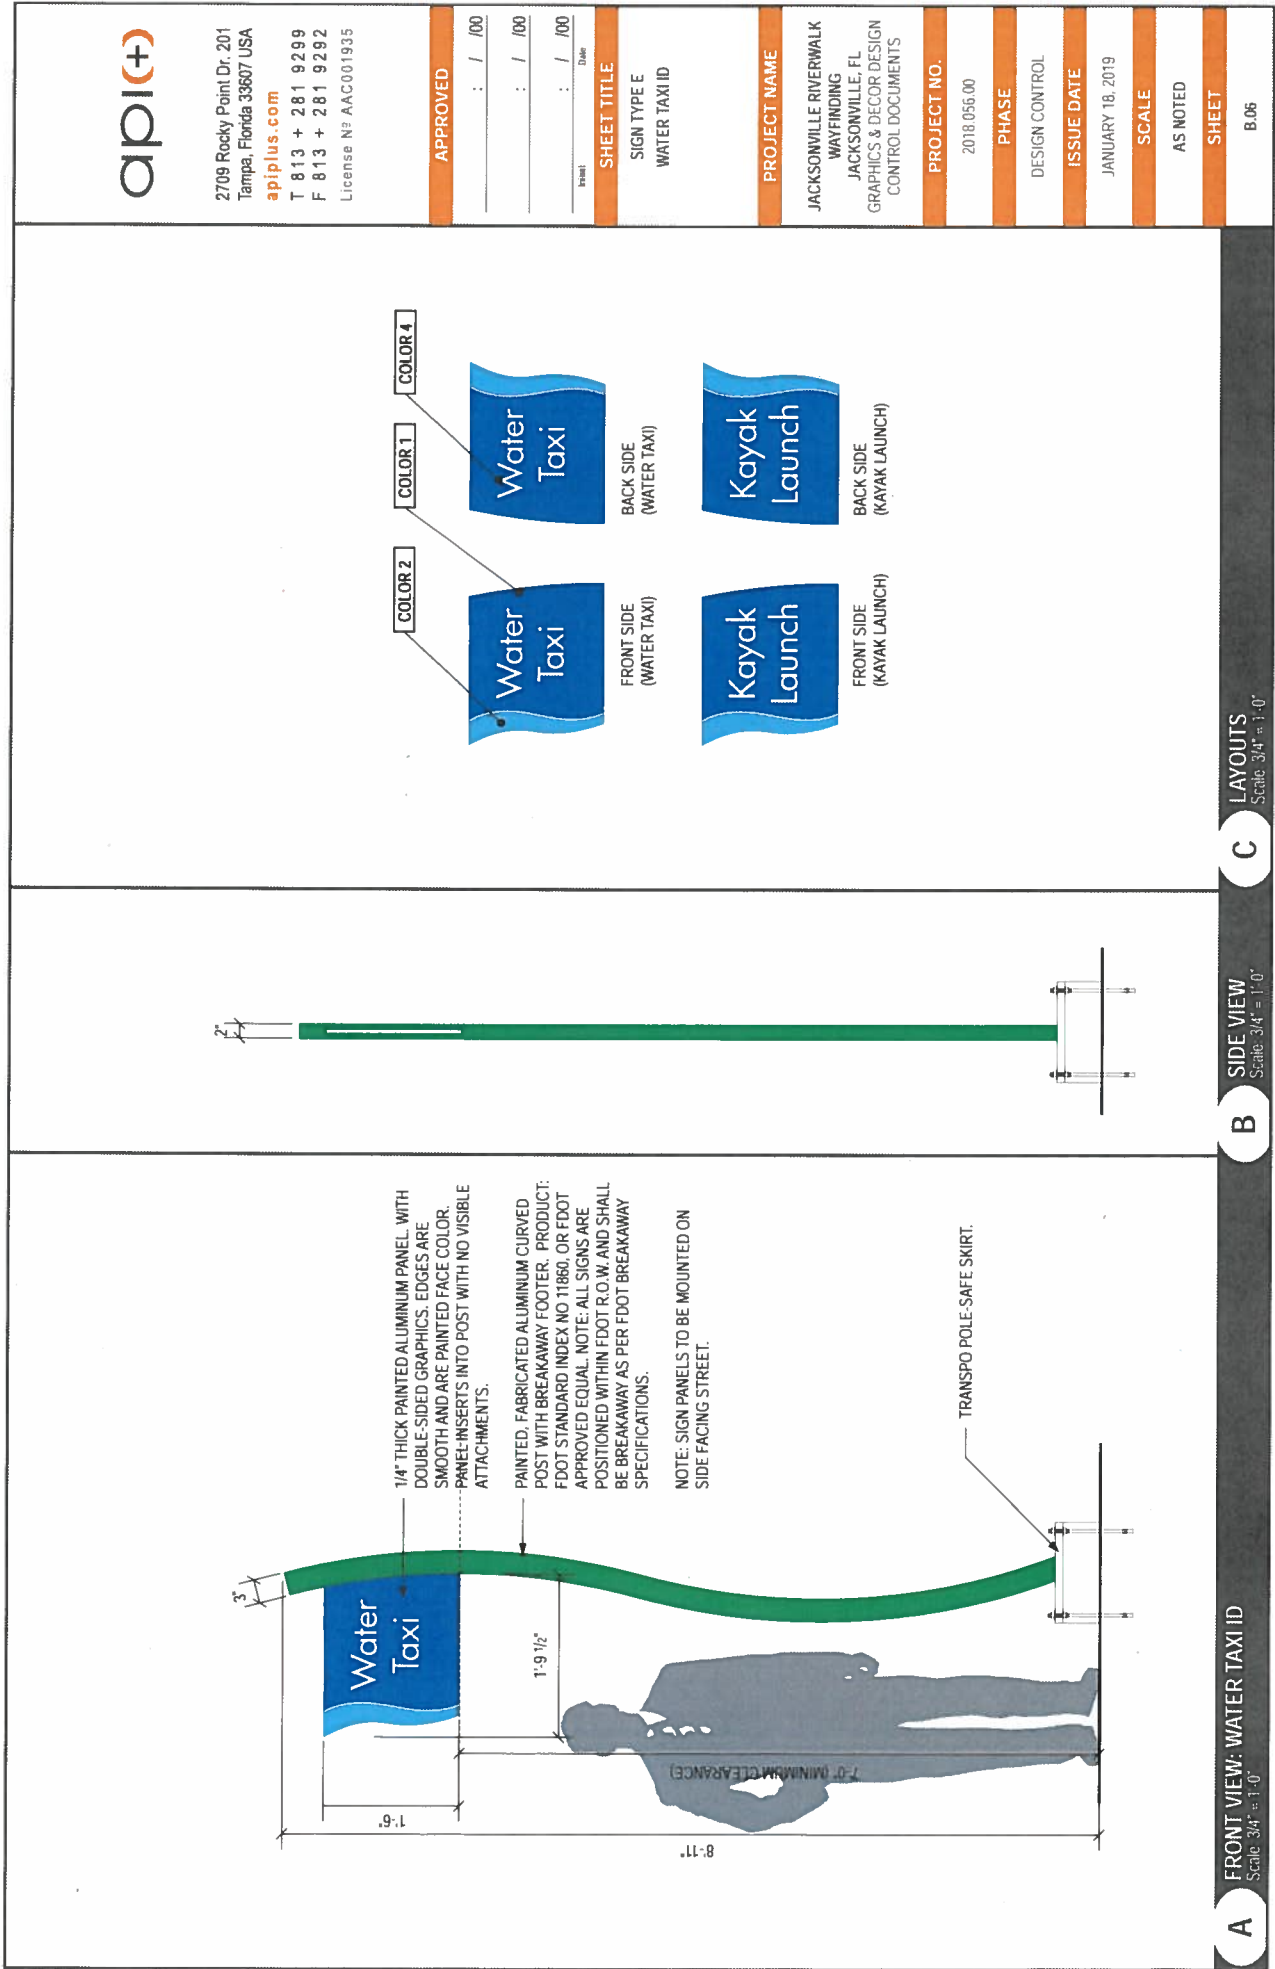 3"
Water
Taxi
1'-6"
8'-11"
1'-9 1/2"
7'-0" (MINIMUM CLEARANCE)
1/4" THICK PAINTED ALUMINUM PANEL. WITH
DOUBLE-SIDED GRAPHICS. EDGES ARE
SMOOTH AND ARE PAINTED FACE COLOR.
PANEL INSERTS INTO POST WITH NO VISIBLE
ATTACHMENTS.
PAINTED, FABRICATED ALUMINUM CURVED
POST WITH BREAKAWAY FOOTER. PRODUCT:
FDOT STANDARD INDEX NO 11860, OR FDOT
APPROVED EQUAL. NOTE: ALL SIGNS ARE
POSITIONED WITHIN FDOT R.O.W. AND SHALL
BE BREAKAWAY AS PER FDOT BREAKAWAY
SPECIFICATIONS.
NOTE: SIGN PANELS TO BE MOUNTED ON
SIDE FACING STREET.
TRANSPO POLE-SAFE SKIRT.
A
FRONT VIEW: WATER TAXI ID
Scale 3/4" = 1'-0"
2"
B
SIDE VIEW
Scale: 3/4" = 1'-0"
COLOR 2
COLOR 1
COLOR 4
Water
Taxi
FRONT SIDE
(WATER TAXI)
Water
Taxi
BACK SIDE
(WATER TAXI)
Kayak
Launch
FRONT SIDE
(KAYAK LAUNCH)
Kayak
Launch
BACK SIDE
(KAYAK LAUNCH)
C
LAYOUTS
Scale 3/4" = 1'-0"
api(+)
2709 Rocky Point Dr. 201
Tampa, Florida 33607 USA
apiplus.com
T 813 + 281 9299
F 813 + 281 9292
License Nº AAC001935
APPROVED
: / /00
: / /00
: / /00
Initial Date
SHEET TITLE
SIGN TYPE E
WATER TAXI ID
PROJECT NAME
JACKSONVILLE RIVERWALK
WAYFINDING
JACKSONVILLE, FL
GRAPHICS & DECOR DESIGN
CONTROL DOCUMENTS
PROJECT NO.
2018.056.00
PHASE
DESIGN CONTROL
ISSUE DATE
JANUARY 18, 2019
SCALE
AS NOTED
SHEET
B.06